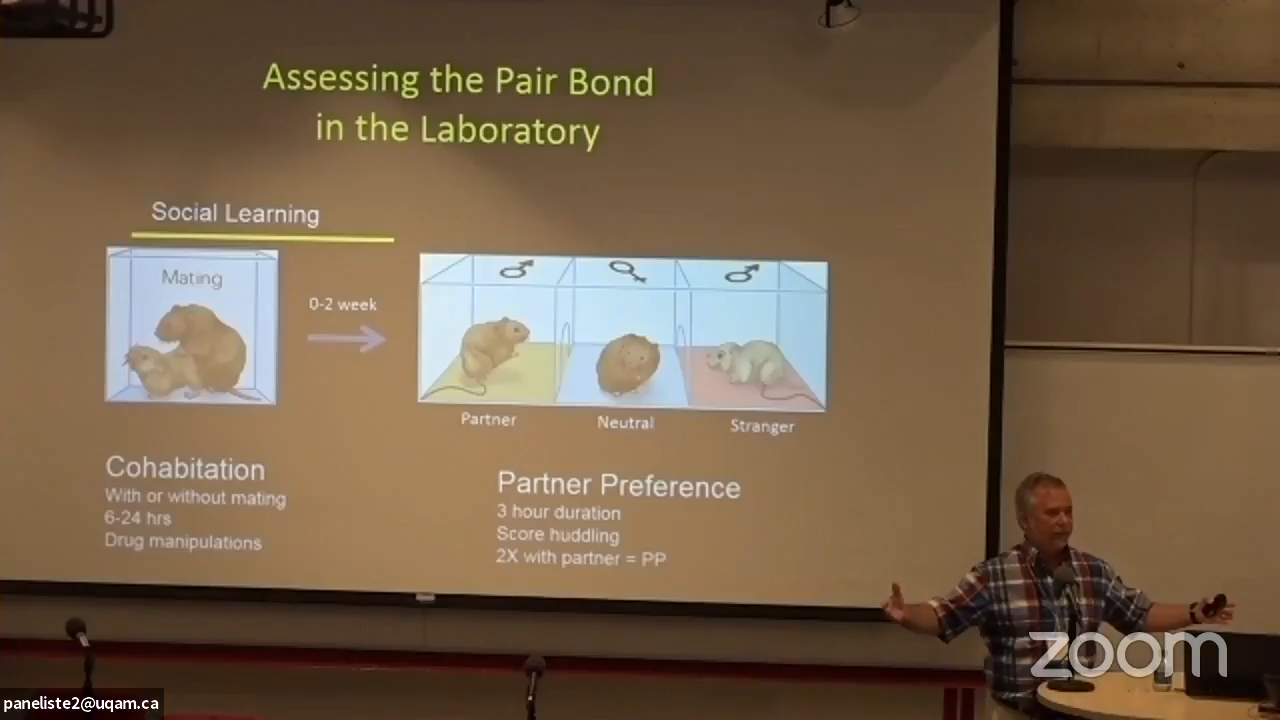 Assessing the Pair Bond
in the Laboratory
Social Learning
Mating
0-2 week
♂ ♀ ♂
Partner Neutral Stranger
Cohabitation
With or without mating
6-24 hrs
Drug manipulations
Partner Preference
3 hour duration
Score huddling
2X with partner = PP
zoom
paneliste2@uqam.ca